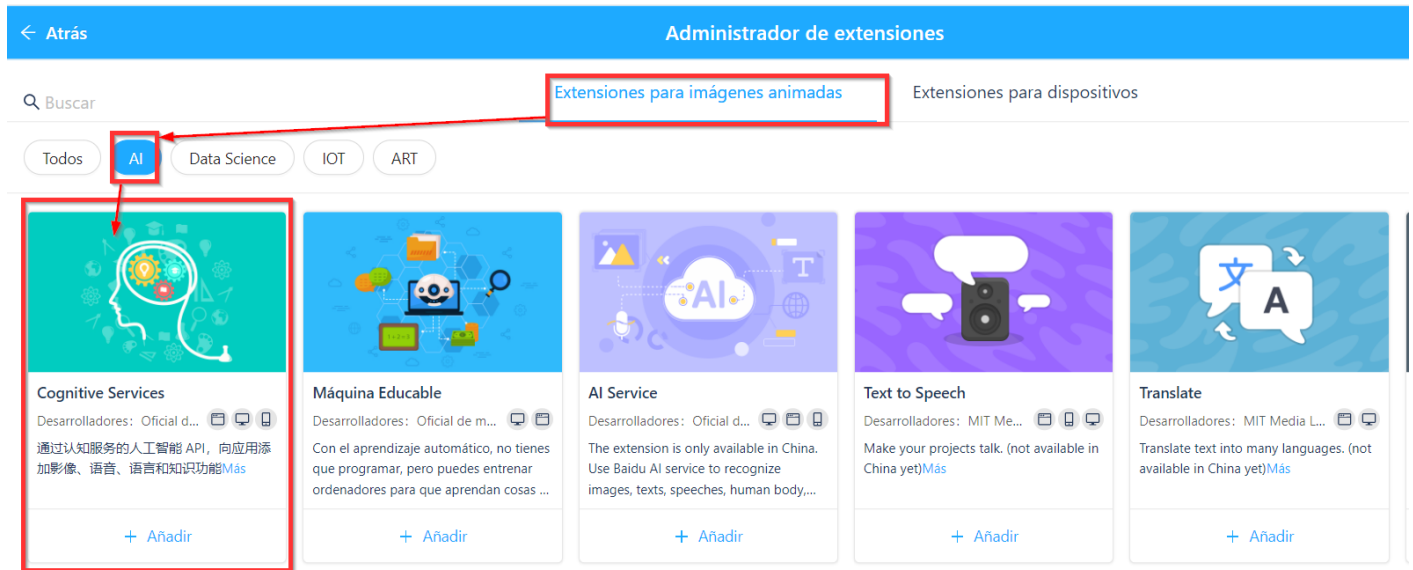 Atrás
Administrador de extensiones
Buscar
Extensiones para imágenes animadas
Extensiones para dispositivos
Todos
AI
Data Science
IOT
ART
Cognitive Services
Desarrolladores: Oficial d...
通过认知服务的人工智能 API，向应用添
加影像、语音、语言和知识功能Más
+ Añadir
Máquina Educable
Desarrolladores: Oficial de m...
Con el aprendizaje automático, no tienes
que programar, pero puedes entrenar
ordenadores para que aprendan cosas ...
+ Añadir
AI
T
AI Service
Desarrolladores: Oficial d...
The extension is only available in China.
Use Baidu AI service to recognize
images, texts, speeches, human body,...
+ Añadir
Text to Speech
Desarrolladores: MIT Me...
Make your projects talk. (not available in
China yet)Más
+ Añadir
文
A
Translate
Desarrolladores: MIT Media L...
Translate text into many languages. (not
available in China yet)Más
+ Añadir